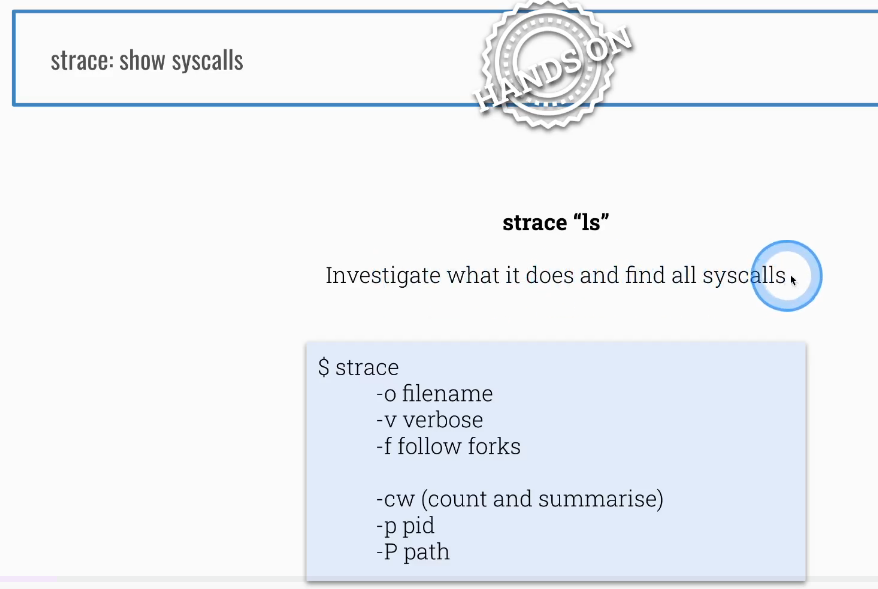 strace: show syscalls
HANDS ON
strace “ls”
Investigate what it does and find all syscalls
$ strace
-o filename
-v verbose
-f follow forks
-cw (count and summarise)
-p pid
-P path